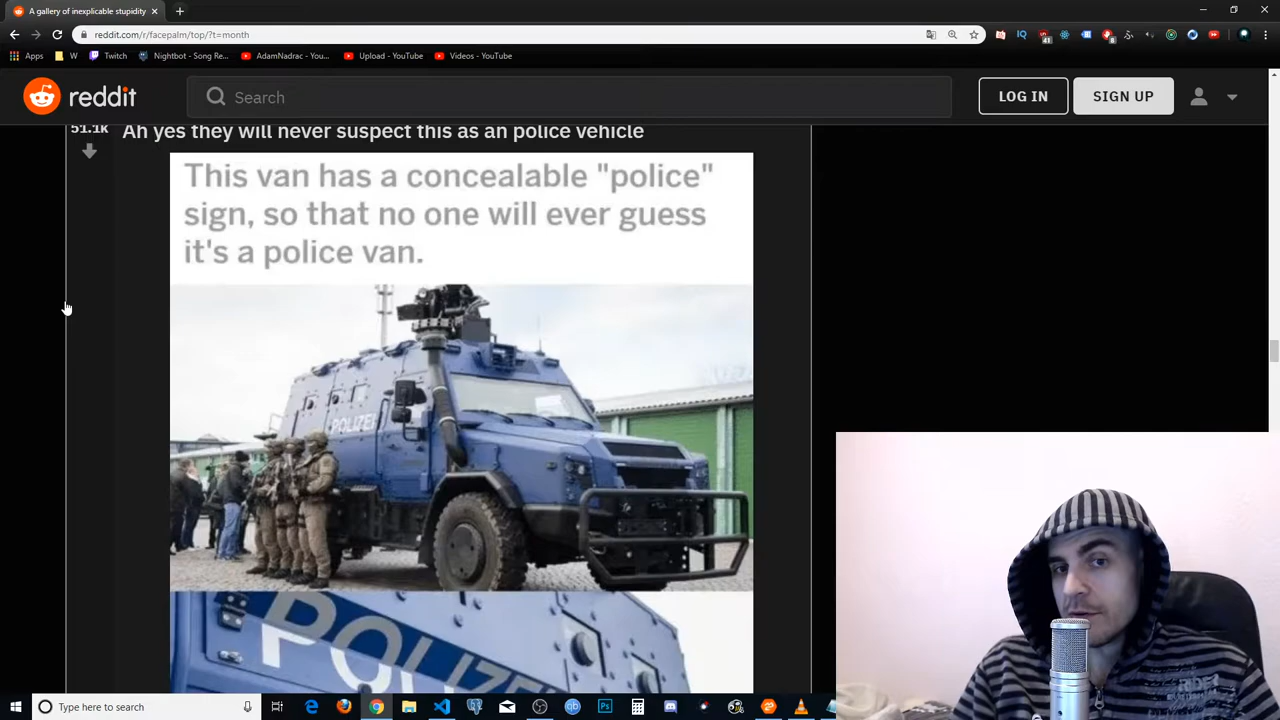 A gallery of inexplicable stupidity
reddit.com/r/facepalm/top/?t=month
Apps
W
Twitch
Nightbot - Song Re...
AdamNadrac - You...
Upload - YouTube
Videos - YouTube
reddit
Search
LOG IN
SIGN UP
51.1k
Ah yes they will never suspect this as an police vehicle
This van has a concealable "police"
sign, so that no one will ever guess
it's a police van.
POLIZEI
POLIZEI
RIDE
Type here to search